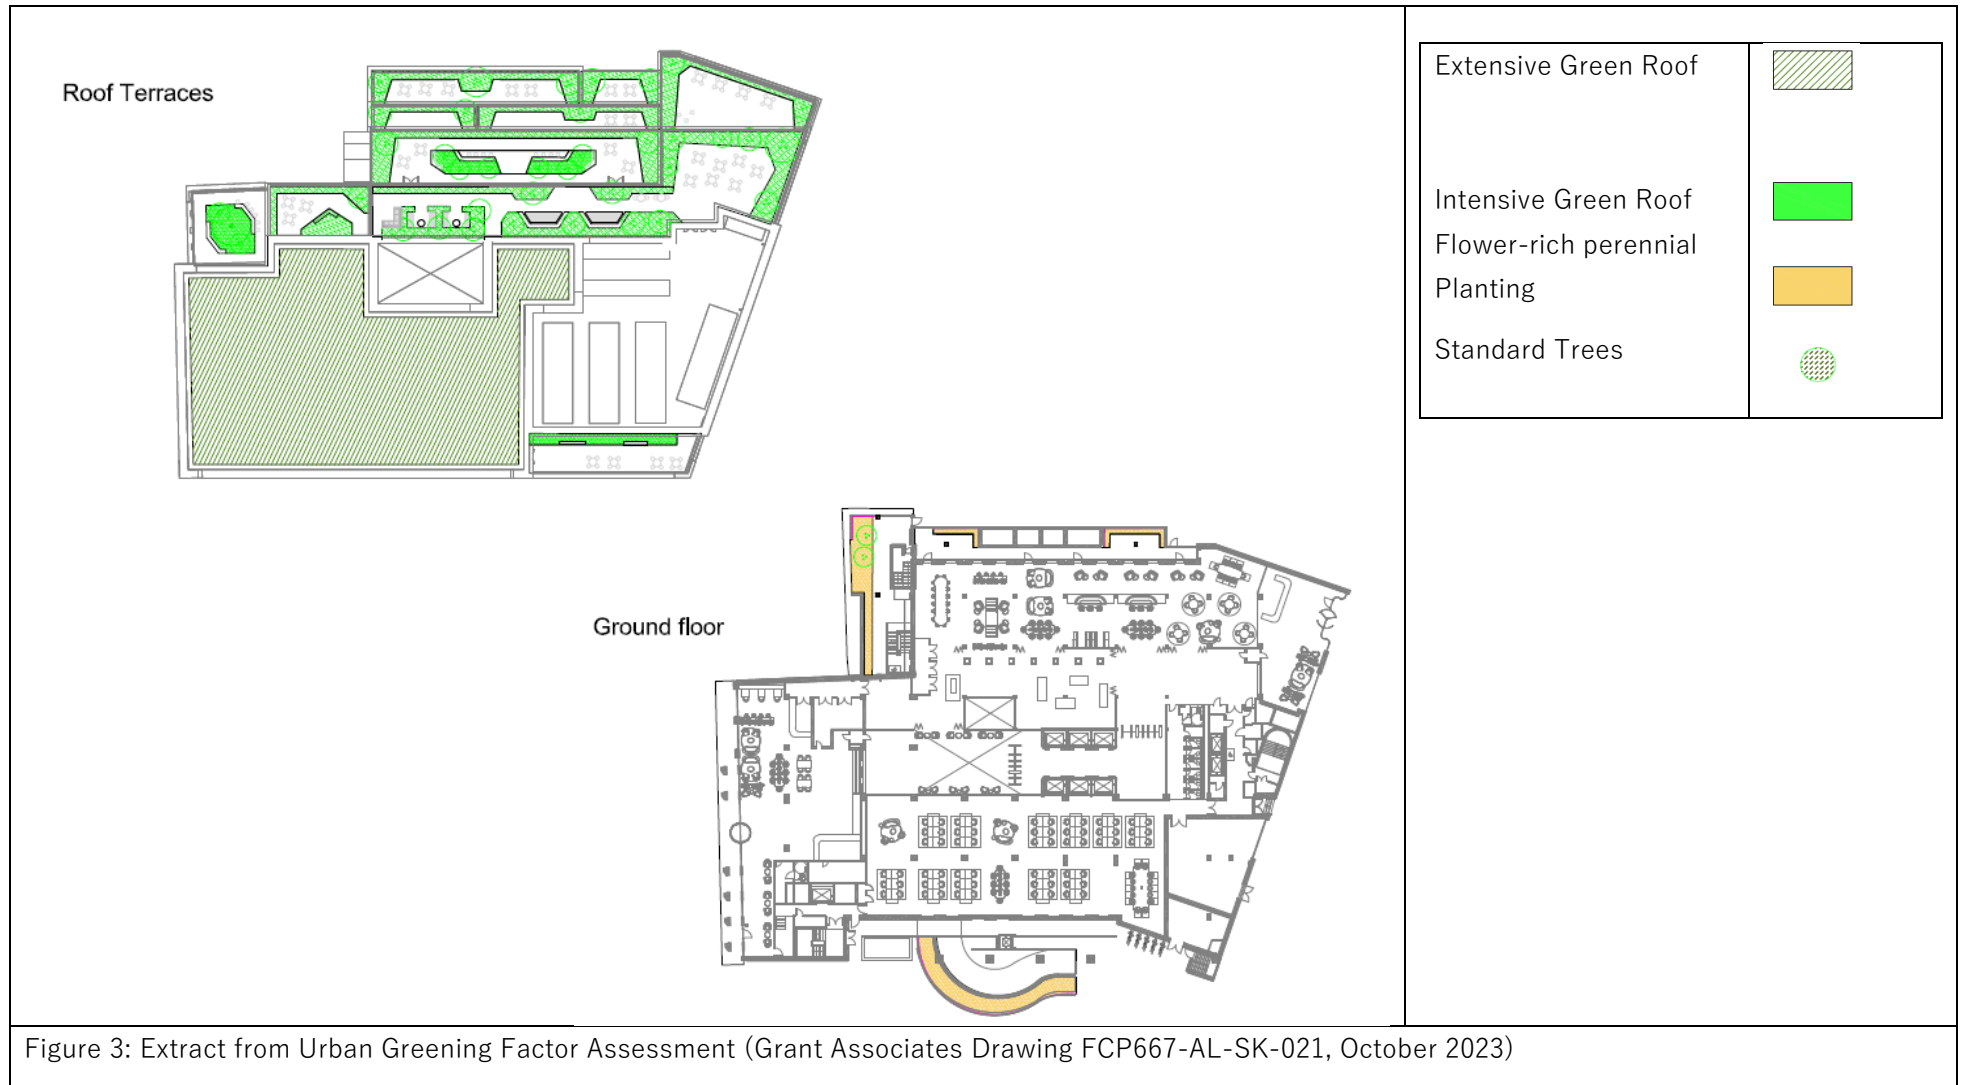 Roof Terraces
Extensive Green Roof
Intensive Green Roof
Flower-rich perennial
Planting
Standard Trees
Ground floor
Figure 3: Extract from Urban Greening Factor Assessment (Grant Associates Drawing FCP667-AL-SK-021, October 2023)